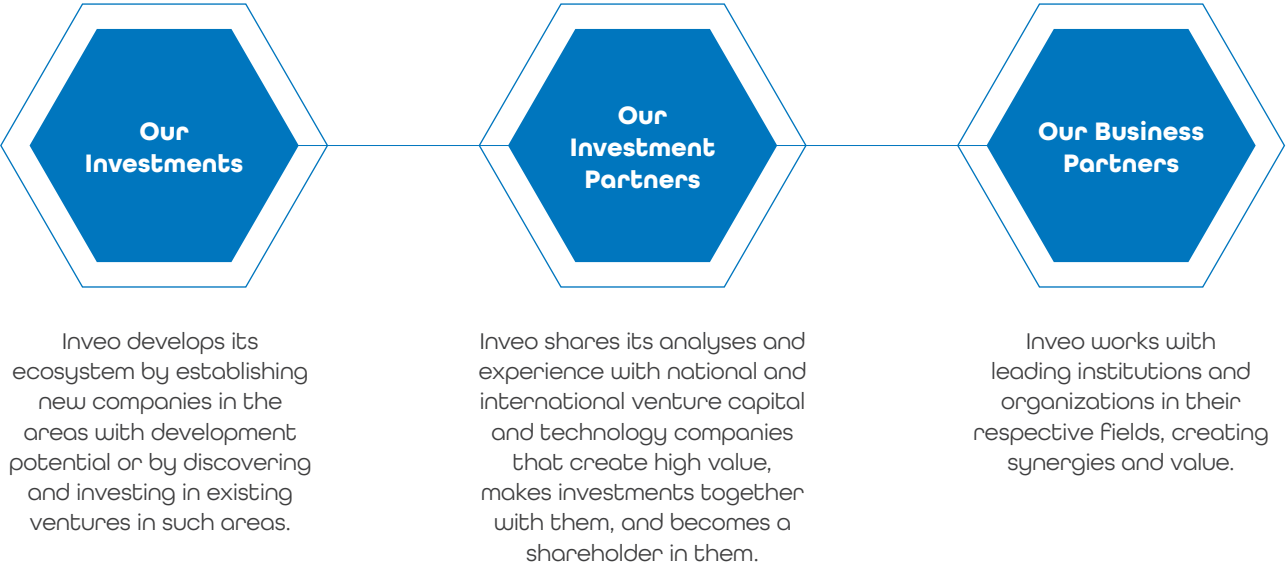 Our
Investments
Our
Investment
Partners
Our Business
Partners
Inveo develops its
ecosystem by establishing
new companies in the
areas with development
potential or by discovering
and investing in existing
ventures in such areas.
Inveo shares its analyses and
experience with national and
international venture capital
and technology companies
that create high value,
makes investments together
with them, and becomes a
shareholder in them.
Inveo works with
leading institutions and
organizations in their
respective fields, creating
synergies and value.